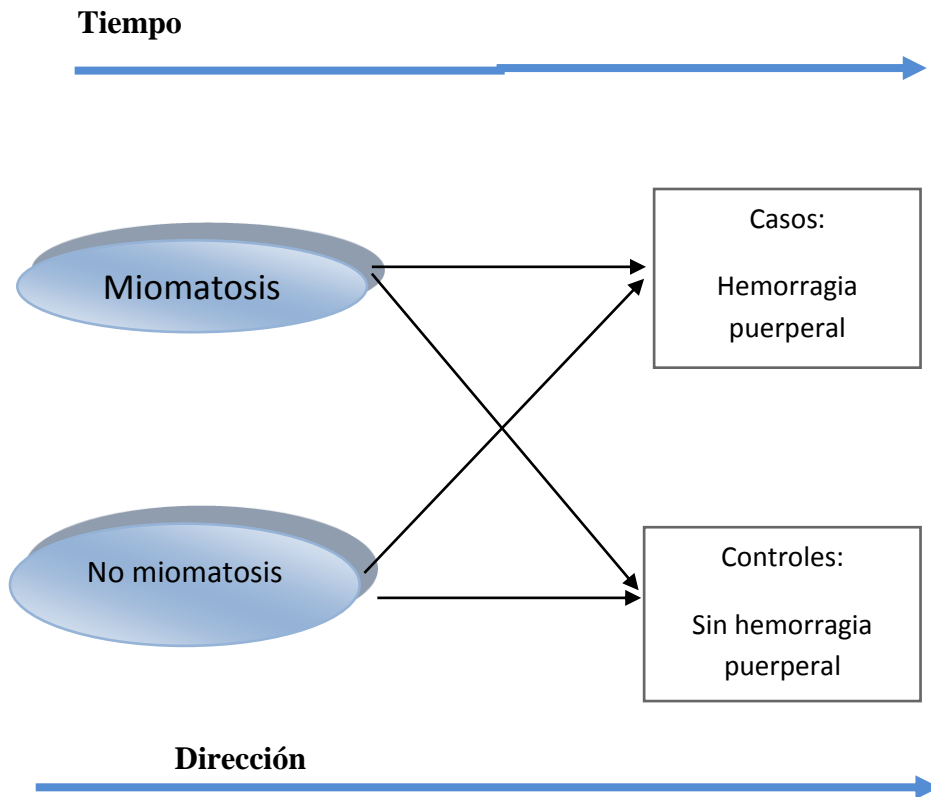 Tiempo
Miomatosis
Casos:
Hemorragia
puerperal
No miomatosis
Controles:
Sin hemorragia
puerperal
Dirección